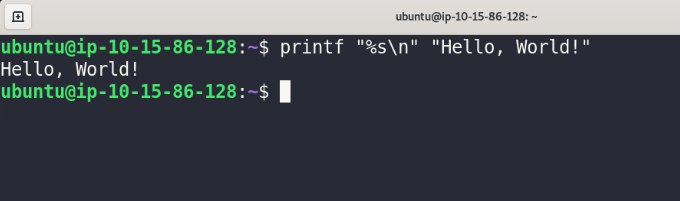 ubuntu@ip-10-15-86-128: ~
ubuntu@ip-10-15-86-128:~$ printf "%s\n" "Hello, World!"
Hello, World!
ubuntu@ip-10-15-86-128:~$